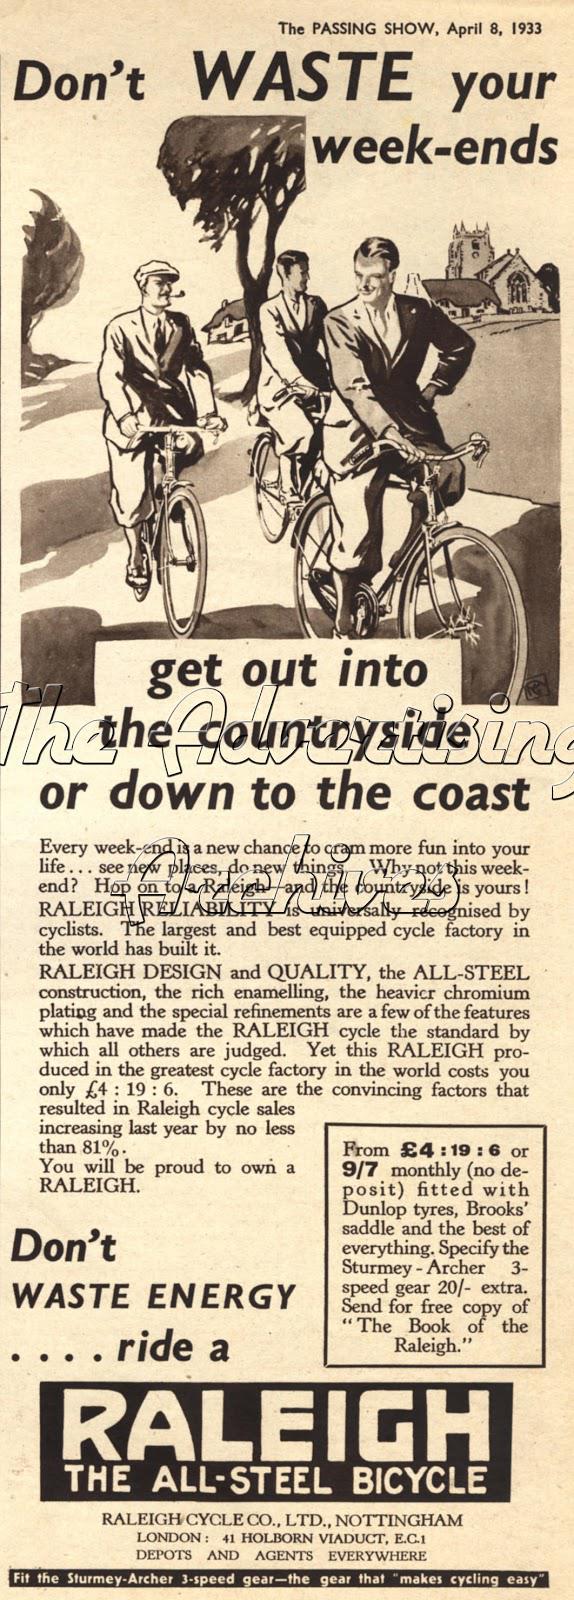 The PASSING SHOW, April 8, 1933
Don't WASTE your
week-ends
get out into
the countryside
or down to the coast
The Advertising
Archives
Every week-end is a new chance to cram more fun into your
life... see new places, do new things... Why not this week-
end? Hop on to a Raleigh—and the countryside is yours!
RALEIGH RELIABILITY is universally recognised by
cyclists. The largest and best equipped cycle factory in
the world has built it.
RALEIGH DESIGN and QUALITY, the ALL-STEEL
construction, the rich enamelling, the heavier chromium
plating and the special refinements are a few of the features
which have made the RALEIGH cycle the standard by
which all others are judged. Yet this RALEIGH pro-
duced in the greatest cycle factory in the world costs you
only £4 : 19 : 6. These are the convincing factors that
resulted in Raleigh cycle sales
increasing last year by no less
than 81%.
You will be proud to own a
RALEIGH.
From £4 : 19 : 6 or
9/7 monthly (no de-
posit) fitted with
Dunlop tyres, Brooks'
saddle and the best of
everything. Specify the
Sturmey-Archer 3-
speed gear 20/- extra.
Send for free copy of
"The Book of the
Raleigh."
Don't
WASTE ENERGY
.... ride a
RALEIGH
THE ALL-STEEL BICYCLE
RALEIGH CYCLE CO., LTD., NOTTINGHAM
LONDON: 41 HOLBORN VIADUCT, E.C.1
DEPOTS AND AGENTS EVERYWHERE
Fit the Sturmey-Archer 3-speed gear—the gear that "makes cycling easy"